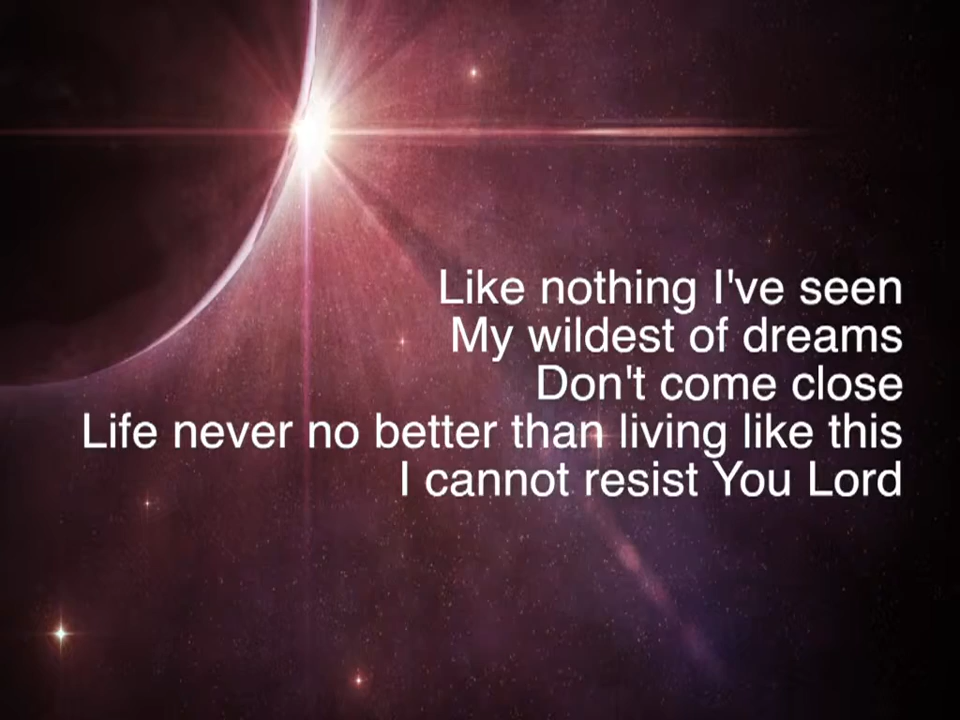 Like nothing I've seen
My wildest of dreams
Don't come close
Life never no better than living like this
I cannot resist You Lord